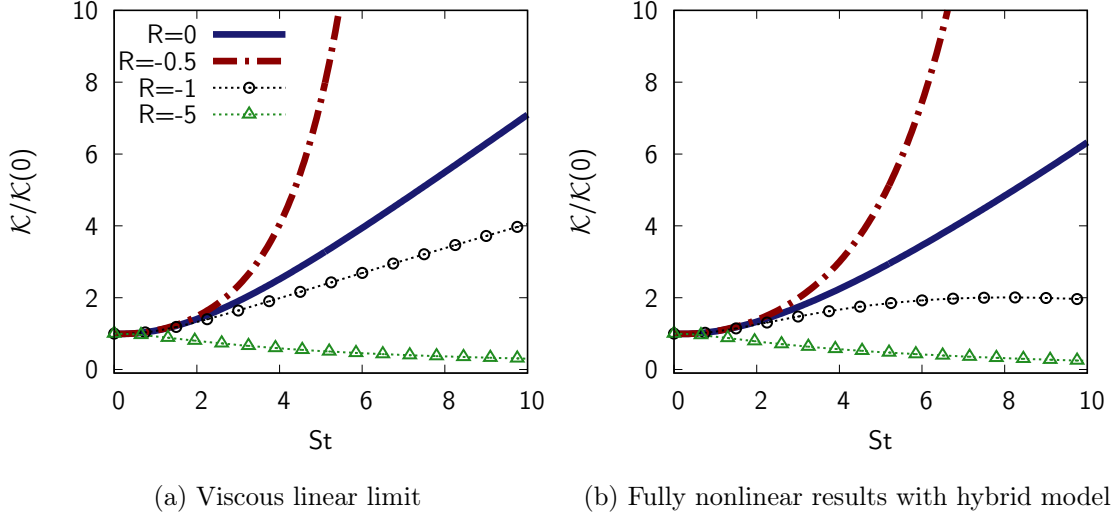 10
8
6
4
2
0
0 2 4 6 8 10
𝒦/𝒦(0)
St
R=0
R=-0.5
R=-1
R=-5
(a) Viscous linear limit
10
8
6
4
2
0
0 2 4 6 8 10
𝒦/𝒦(0)
St
(b) Fully nonlinear results with hybrid model